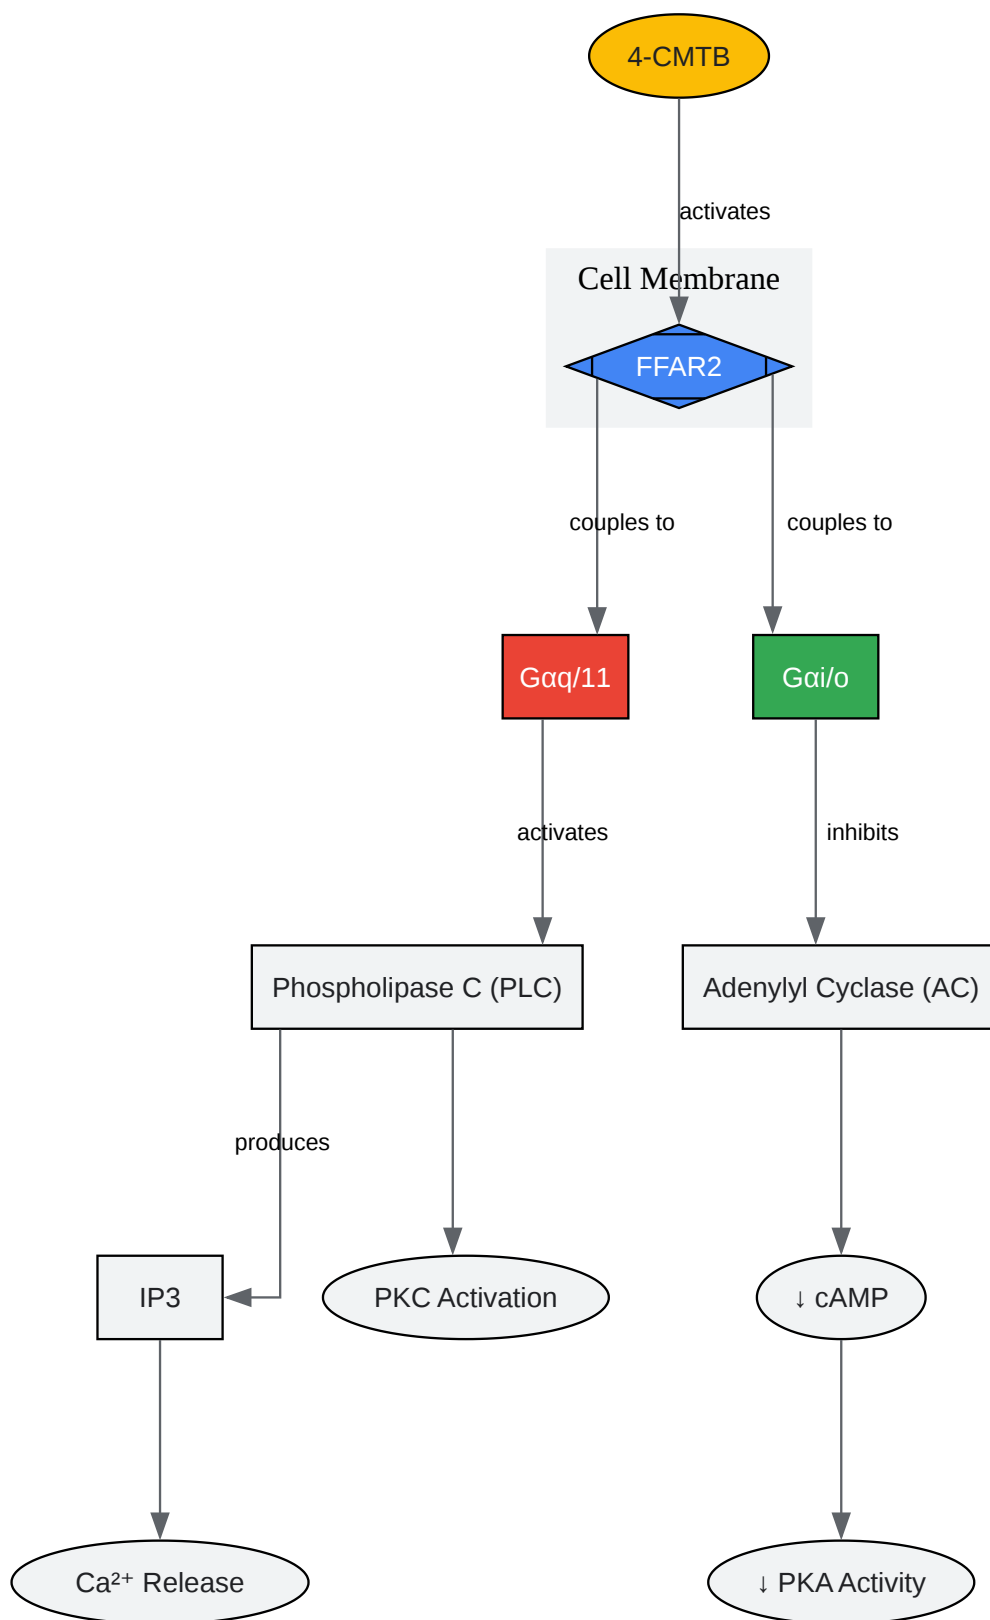 4-CMTB
activates
Cell Membrane
FFAR2
couples to
couples to
Gαq/11
Gαi/o
activates
inhibits
Phospholipase C (PLC)
Adenylyl Cyclase (AC)
produces
IP3
PKC Activation
↓ cAMP
Ca²⁺ Release
↓ PKA Activity